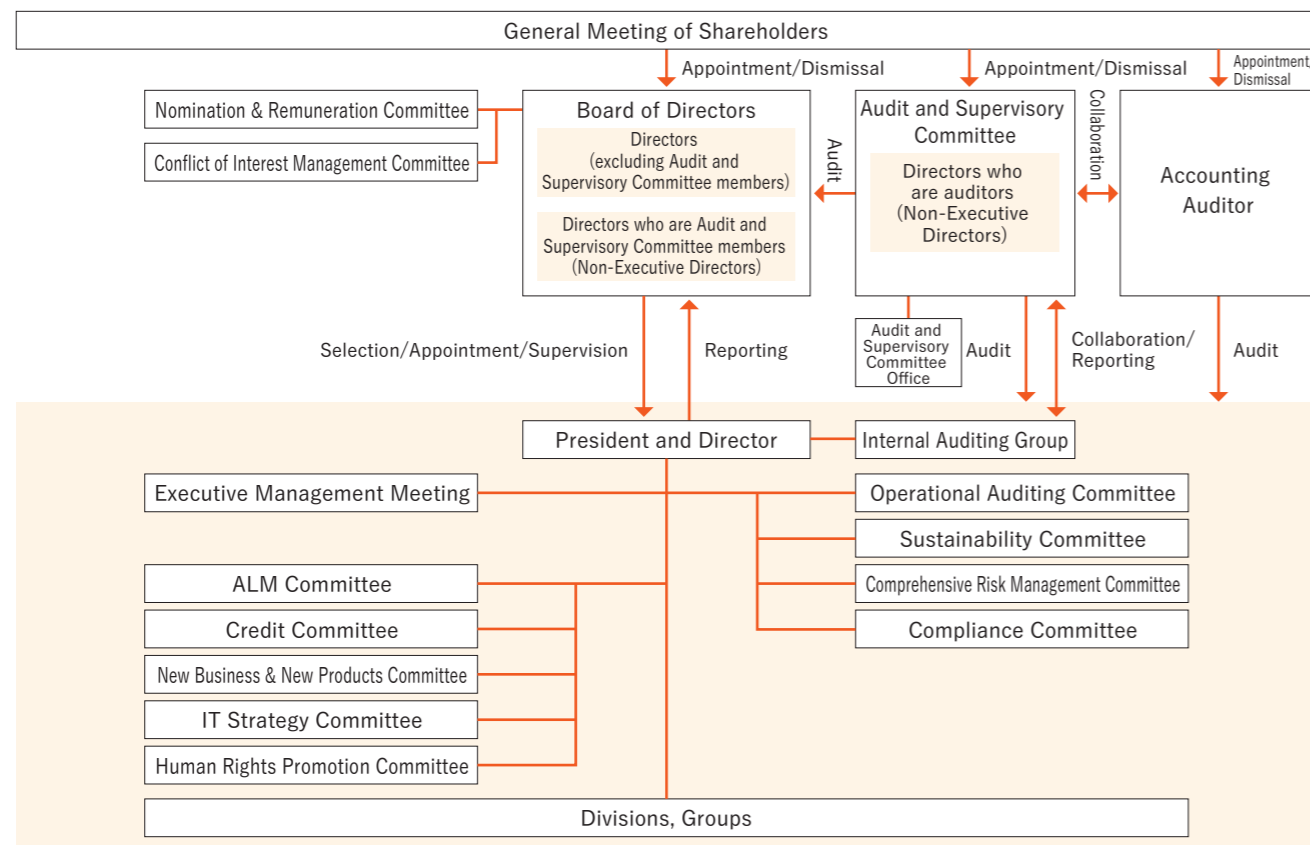 General Meeting of Shareholders
Appointment/Dismissal
Appointment/Dismissal
Appointment/
Dismissal
Nomination & Remuneration Committee
Conflict of Interest Management Committee
Board of Directors
Directors
(excluding Audit and
Supervisory Committee members)
Directors who are Audit and
Supervisory Committee members
(Non-Executive Directors)
Audit
Audit and Supervisory
Committee
Directors who
are auditors
(Non-Executive
Directors)
Collaboration
Accounting
Auditor
Selection/Appointment/Supervision
Reporting
Audit and
Supervisory
Committee
Office
Audit
Collaboration/
Reporting
Audit
President and Director
Internal Auditing Group
Executive Management Meeting
Operational Auditing Committee
Sustainability Committee
Comprehensive Risk Management Committee
Compliance Committee
ALM Committee
Credit Committee
New Business & New Products Committee
IT Strategy Committee
Human Rights Promotion Committee
Divisions, Groups